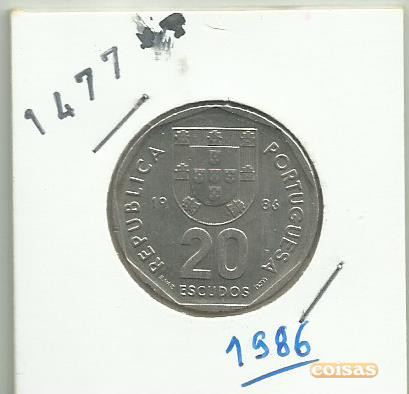 1477
REPUBLICA PORTUGUESA
19 86
20
ESCUDOS
1986
coisas